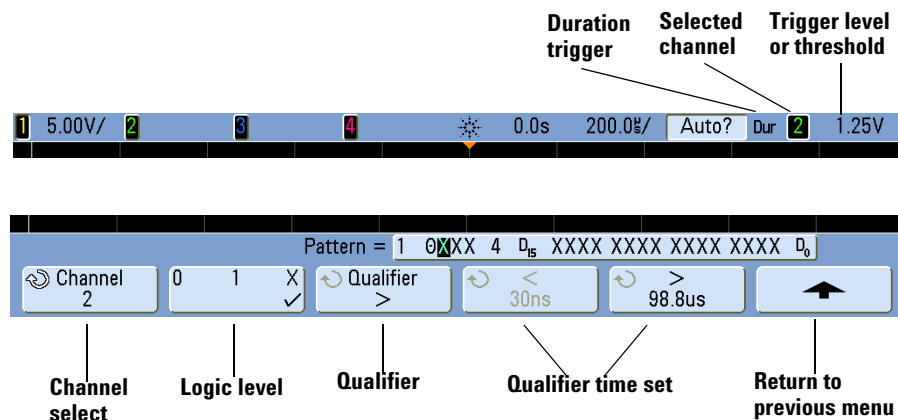 Duration trigger
Selected channel
Trigger level or threshold
1 5.00V/ 2 3 4 0.0s 200.0㎲/ Auto? Dur 2 1.25V
Pattern = 1 0XXX 4 D15 XXXX XXXX XXXX XXXX D0
Channel 2
0 1 X
Qualifier >
< 30ns
> 98.8us
Channel select
Logic level
Qualifier
Qualifier time set
Return to previous menu